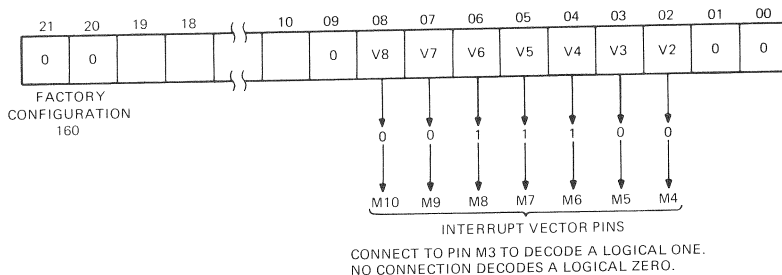 21 20 19 18 10 09 08 07 06 05 04 03 02 01 00
0 0 0 V8 V7 V6 V5 V4 V3 V2 0 0
FACTORY
CONFIGURATION
160
0 0 1 1 1 0 0
M10 M9 M8 M7 M6 M5 M4
INTERRUPT VECTOR PINS
CONNECT TO PIN M3 TO DECODE A LOGICAL ONE.
NO CONNECTION DECODES A LOGICAL ZERO.